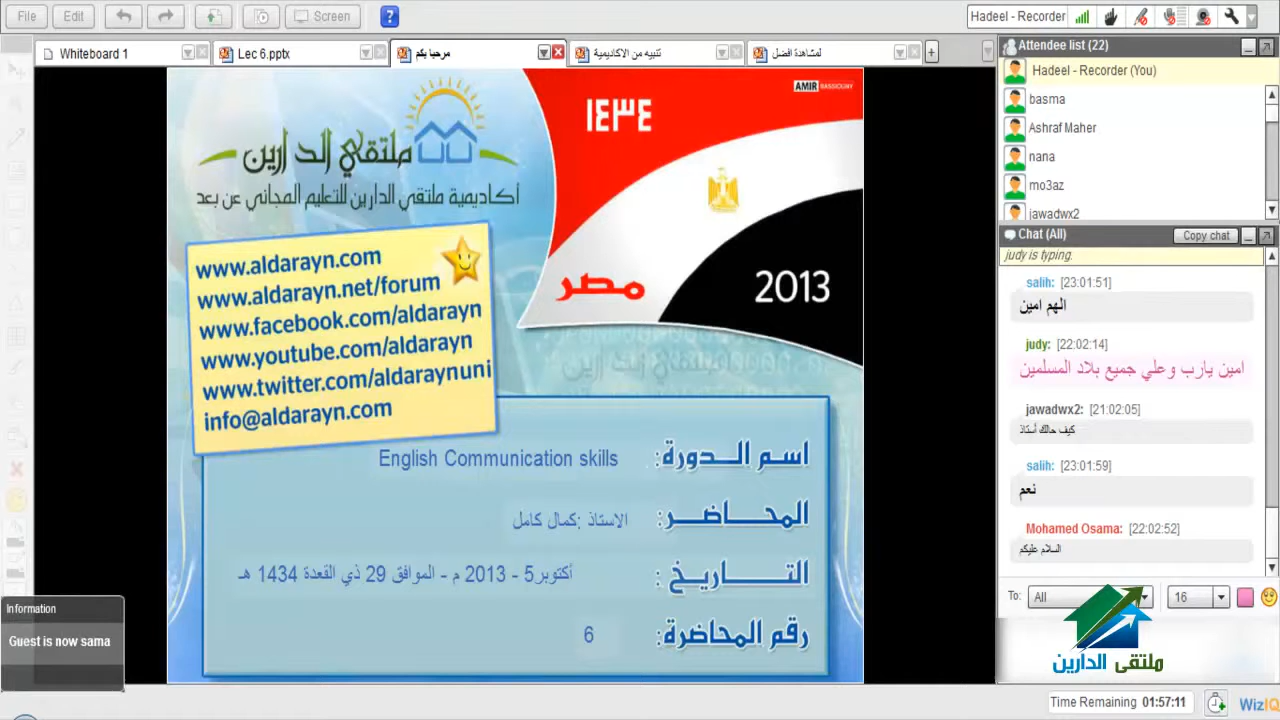 File
Edit
Screen
?
Hadeel - Recorder
Whiteboard 1
Lec 6.pptx
مرحبا بكم
تنبيه من الاكاديمية
لمشاهدة افضل
Attendee list (22)
Hadeel - Recorder (You)
basma
Ashraf Maher
nana
mo3az
jawadwx2
Chat (All)
Copy chat
judy is typing.
salih: [23:01:51]
الهم امين
judy: [22:02:14]
امين يارب وعلي جميع بلاد المسلمين
jawadwx2: [21:02:05]
كيف حالك أستاذ
salih: [23:01:59]
نعم
Mohamed Osama: [22:02:52]
السلام عليكم
To: All 16
ملتقى الدارين
Time Remaining 01:57:11
WizIQ
AMIR BASSIOUNY
١٤٣٤
مصر
2013
ملتقي الدارين
أكاديمية ملتقي الدارين للتعليم المجاني عن بعد
www.aldarayn.com
www.aldarayn.net/forum
www.facebook.com/aldarayn
www.youtube.com/aldarayn
www.twitter.com/aldaraynuni
info@aldarayn.com
اسم الدورة: English Communication skills
المحاضر: الاستاذ :كمال كامل
التاريخ : أكتوبر5 - 2013 م - الموافق 29 ذي القعدة 1434 هـ
رقم المحاضرة: 6
Information
Guest is now sama